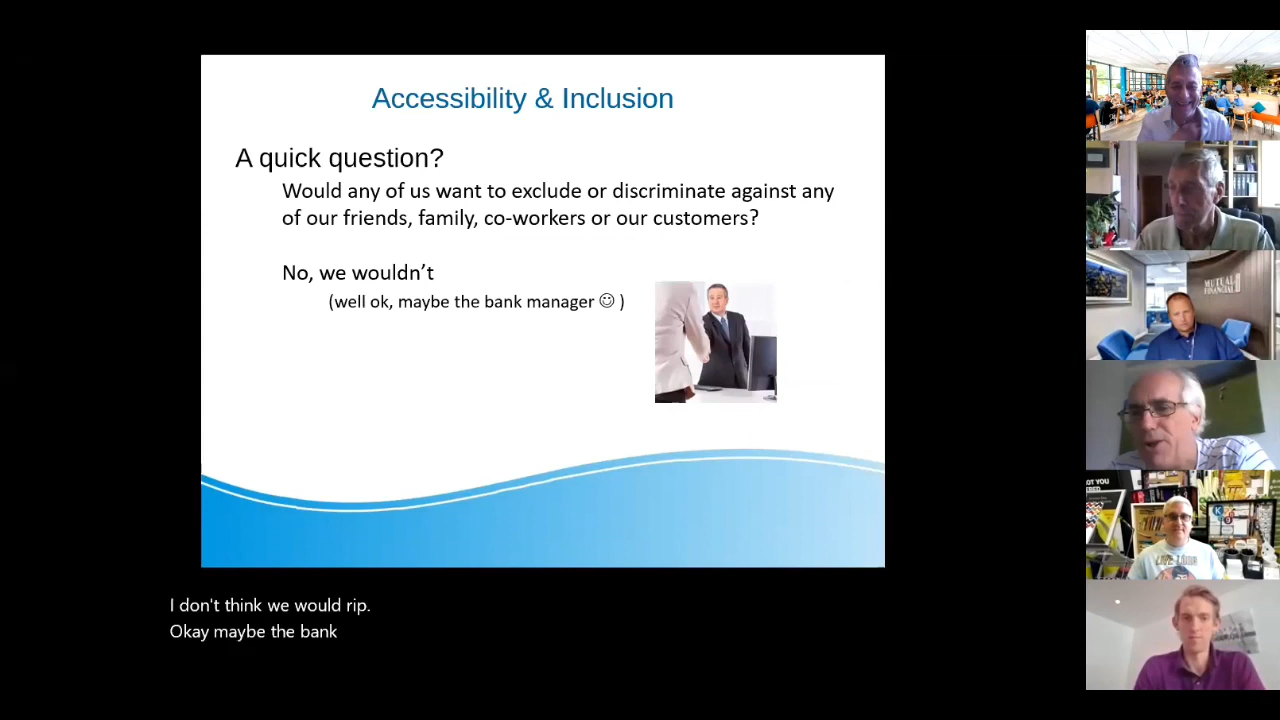 Accessibility & Inclusion
A quick question?
Would any of us want to exclude or discriminate against any
of our friends, family, co-workers or our customers?
No, we wouldn’t
(well ok, maybe the bank manager ☺ )
I don't think we would rip.
Okay maybe the bank
MUTUAL
FINANCIAL